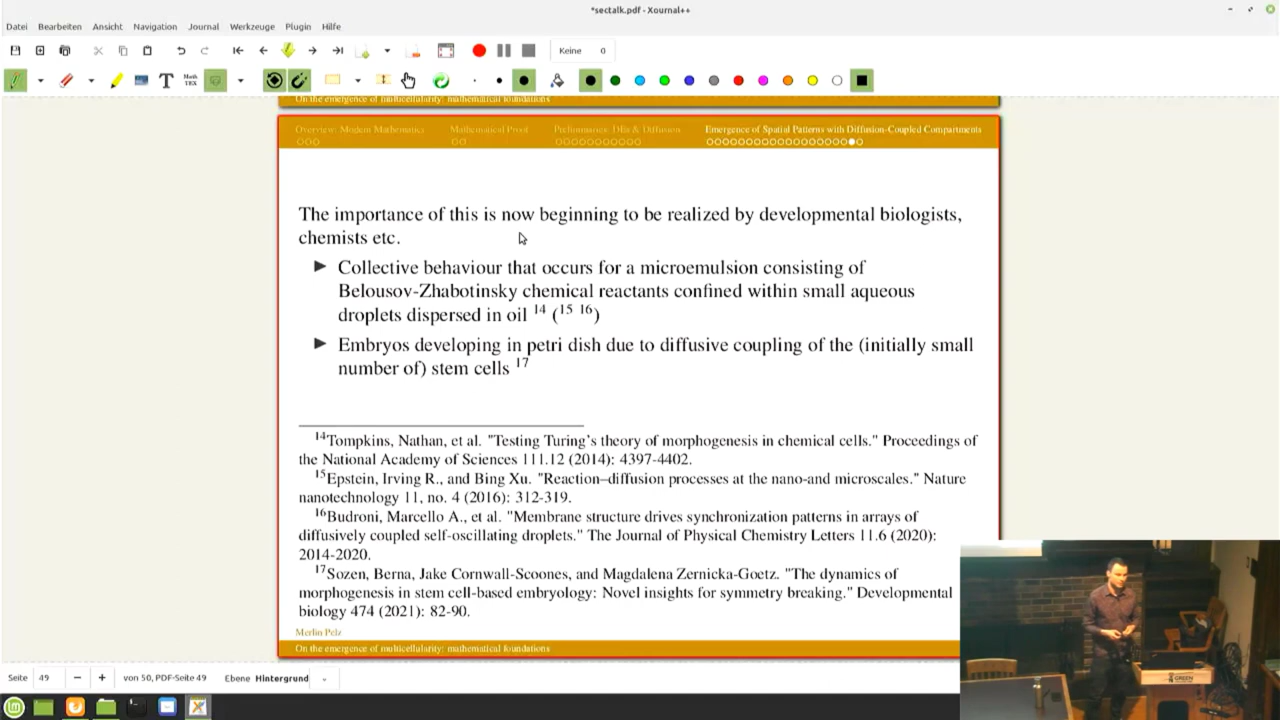 *sectalk.pdf - Xournal++
Datei Bearbeiten Ansicht Navigation Journal Werkzeuge Plugin Hilfe
Keine 0
T Math TEX
On the emergence of multicellularity: mathematical foundations
Overview: Modern Mathematics Mathematical Proof Preliminaries: DEs & Diffusion Emergence of Spatial Patterns with Diffusion-Coupled Compartments
The importance of this is now beginning to be realized by developmental biologists,
chemists etc.
Collective behaviour that occurs for a microemulsion consisting of
Belousov-Zhabotinsky chemical reactants confined within small aqueous
droplets dispersed in oil 14 (15 16)
Embryos developing in petri dish due to diffusive coupling of the (initially small
number of) stem cells 17
14Tompkins, Nathan, et al. "Testing Turing's theory of morphogenesis in chemical cells." Proceedings of
the National Academy of Sciences 111.12 (2014): 4397-4402.
15Epstein, Irving R., and Bing Xu. "Reaction–diffusion processes at the nano-and microscales." Nature
nanotechnology 11, no. 4 (2016): 312-319.
16Budroni, Marcello A., et al. "Membrane structure drives synchronization patterns in arrays of
diffusively coupled self-oscillating droplets." The Journal of Physical Chemistry Letters 11.6 (2020):
2014-2020.
17Sozen, Berna, Jake Cornwall-Scoones, and Magdalena Zernicka-Goetz. "The dynamics of
morphogenesis in stem cell-based embryology: Novel insights for symmetry breaking." Developmental
biology 474 (2021): 82-90.
Merlin Pelz
On the emergence of multicellularity: mathematical foundations
GREEN
Seite 49 von 50, PDF-Seite 49 Ebene Hintergrund